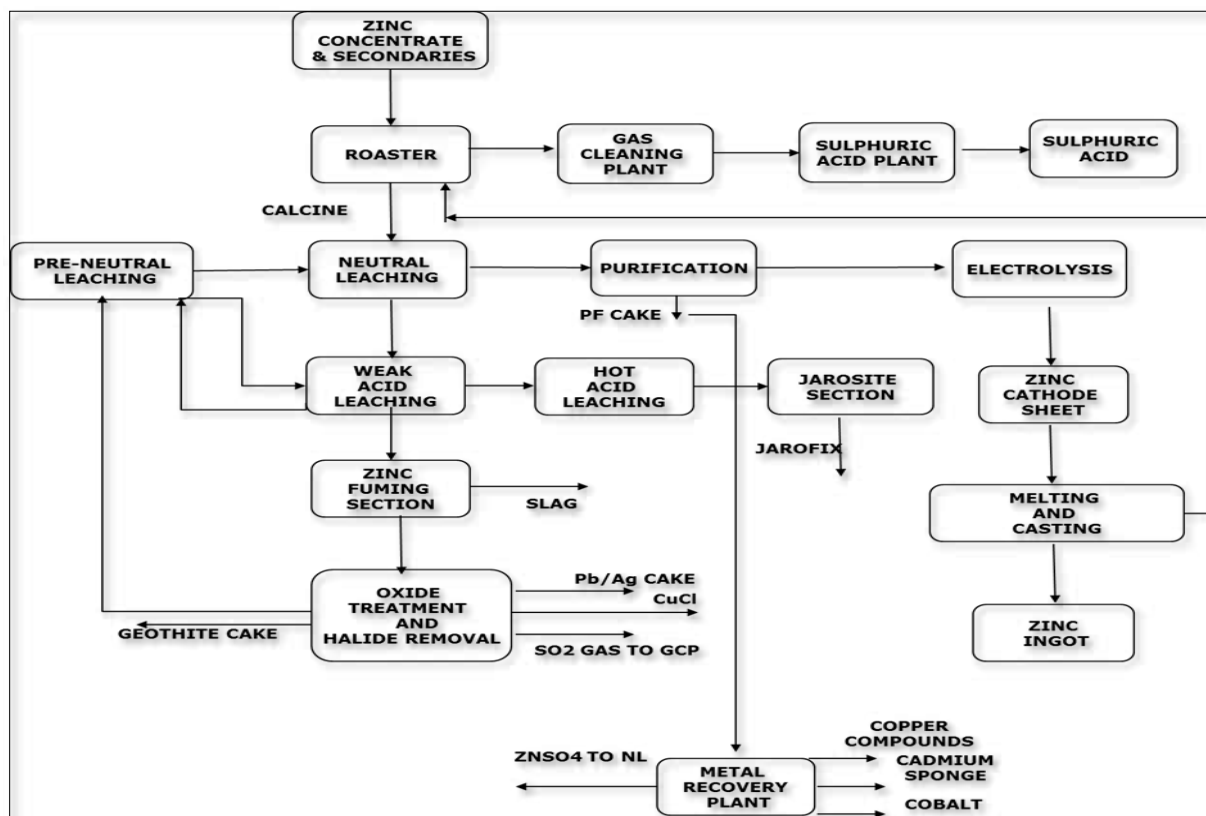 ZINC
CONCENTRATE
& SECONDARIES
ROASTER
GAS
CLEANING
PLANT
SULPHURIC
ACID PLANT
SULPHURIC
ACID
CALCINE
PRE-NEUTRAL
LEACHING
NEUTRAL
LEACHING
PURIFICATION
ELECTROLYSIS
PF CAKE
WEAK
ACID
LEACHING
HOT
ACID
LEACHING
JAROSITE
SECTION
ZINC
CATHODE
SHEET
JAROFIX
ZINC
FUMING
SECTION
SLAG
MELTING
AND
CASTING
OXIDE
TREATMENT
AND
HALIDE REMOVAL
Pb/Ag CAKE
CuCl
GEOTHITE CAKE
SO2 GAS TO GCP
ZINC
INGOT
ZNSO4 TO NL
METAL
RECOVERY
PLANT
COPPER
COMPOUNDS
CADMIUM
SPONGE
COBALT